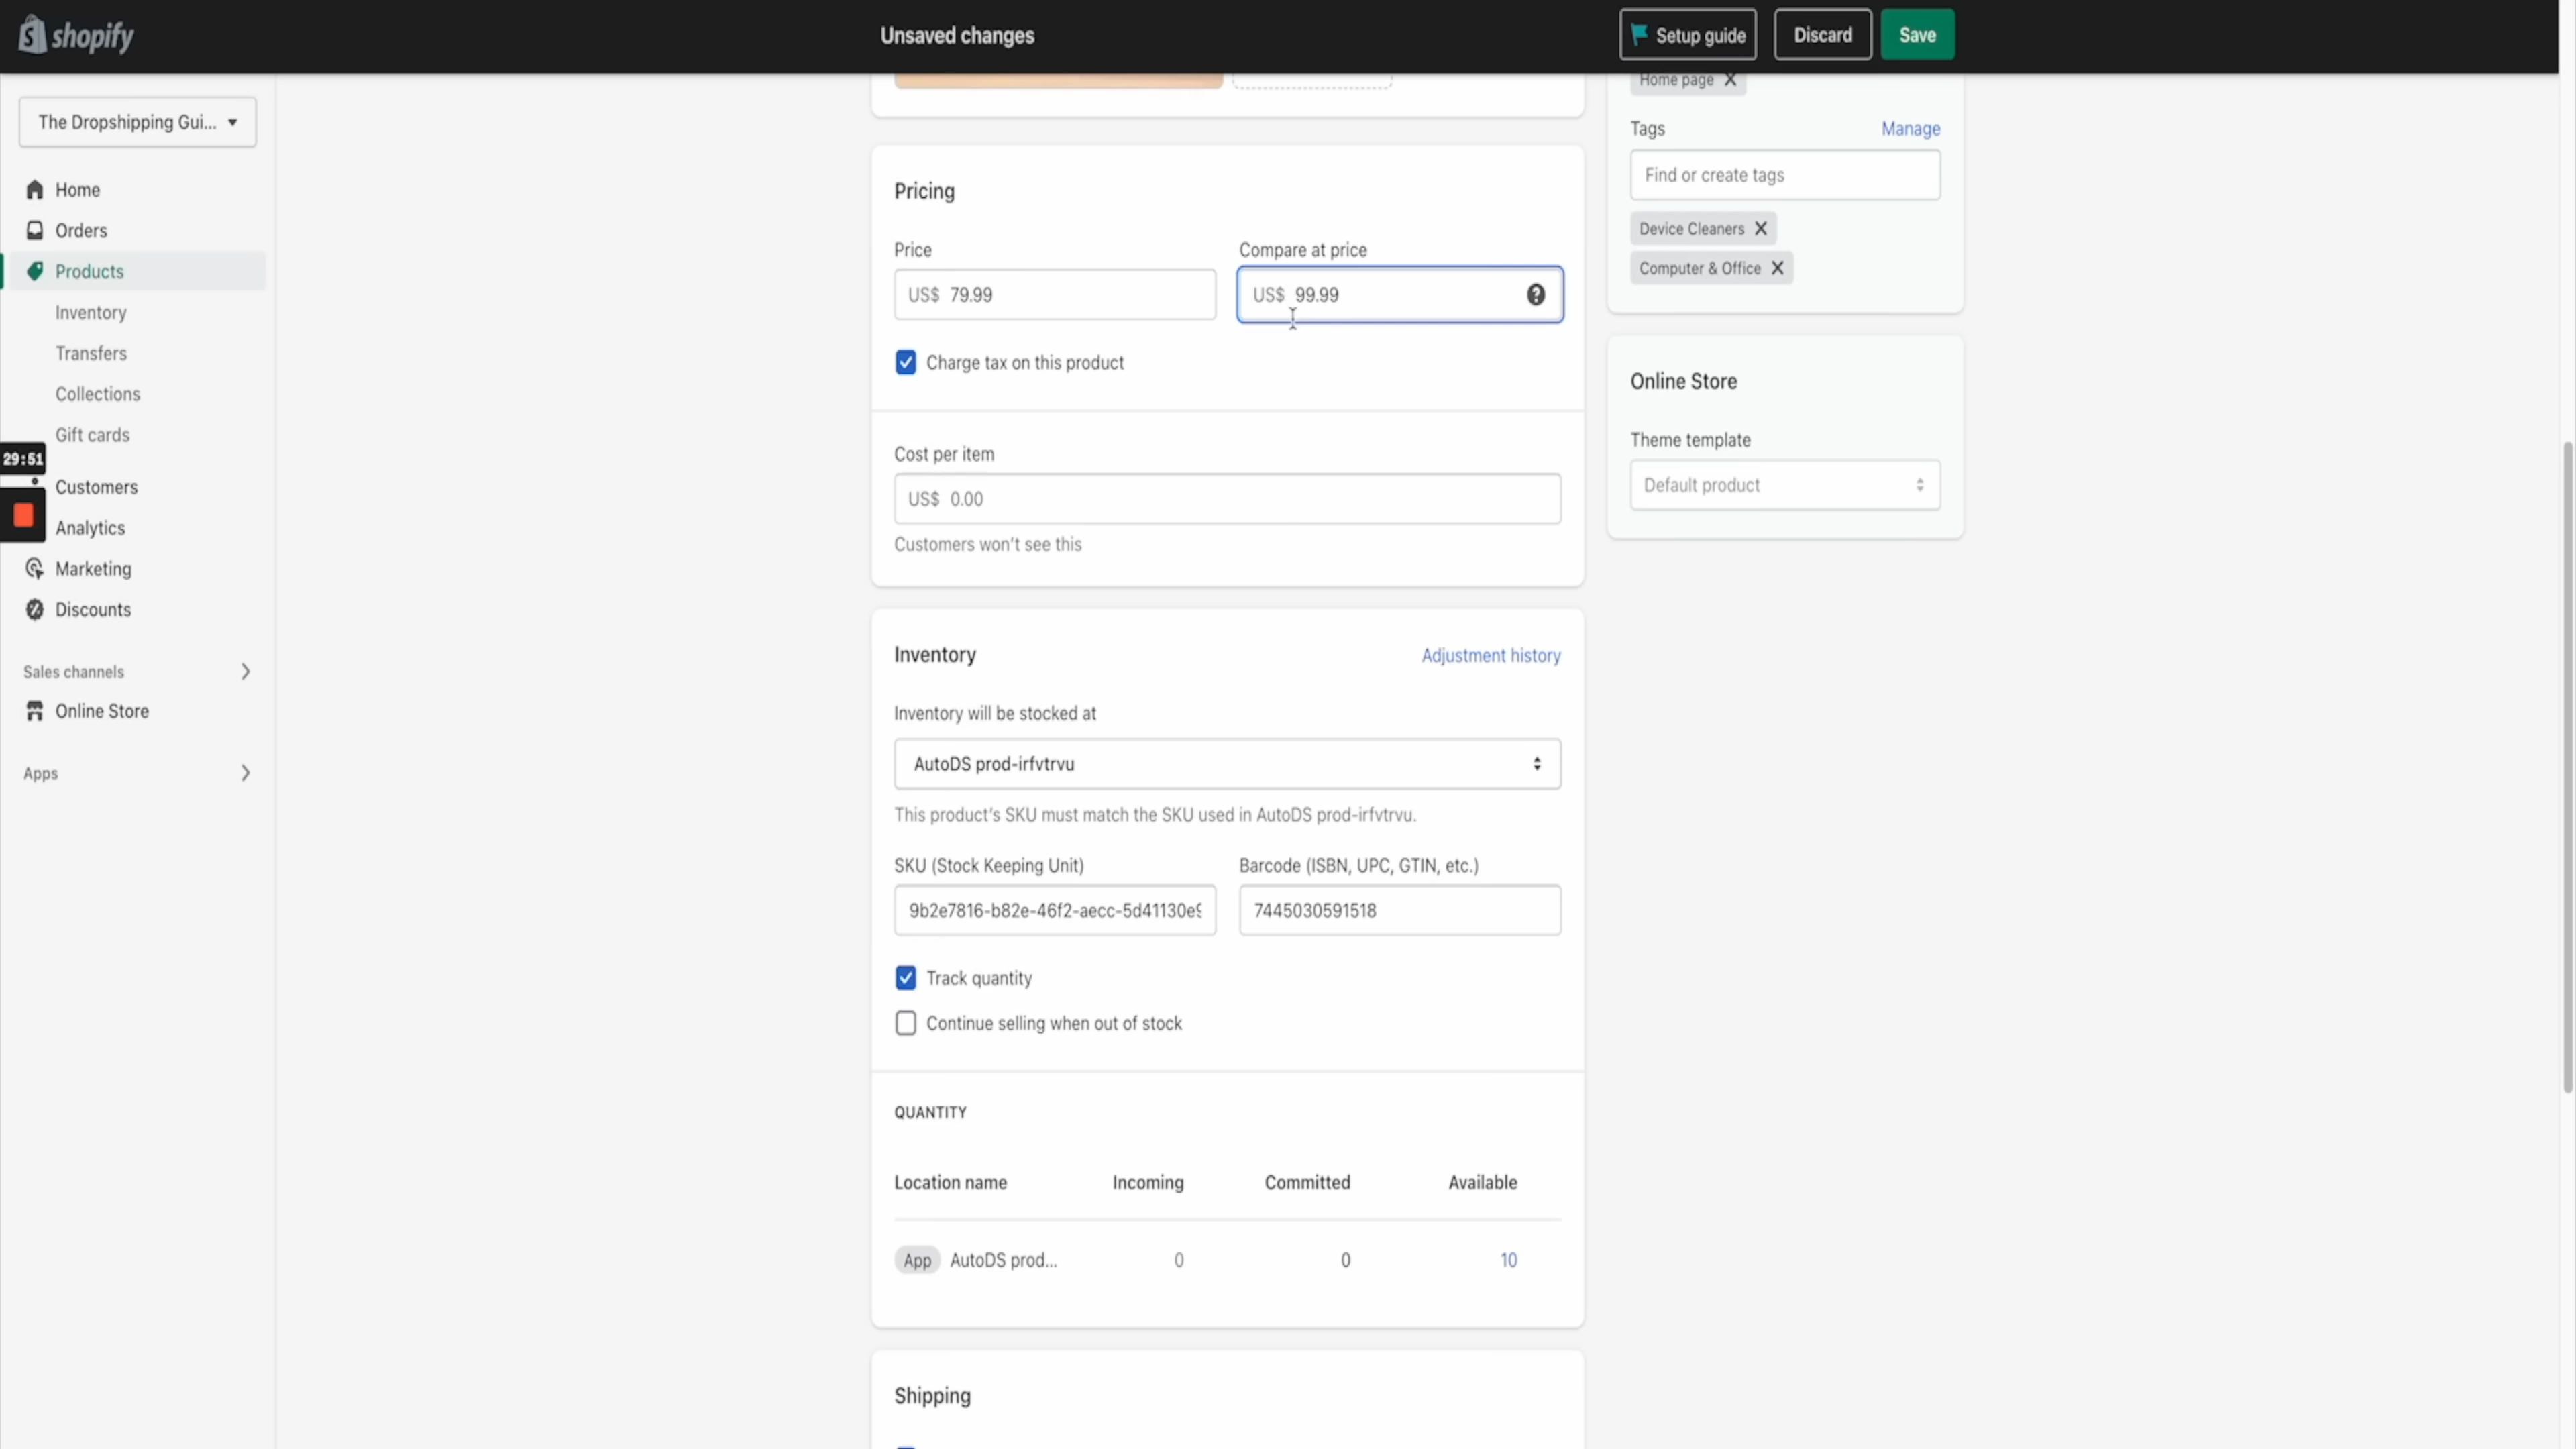 shopify
Unsaved changes
Setup guide
Discard
Save
The Dropshipping Gui...
Home
Orders
Products
Inventory
Transfers
Collections
Gift cards
29:51
Customers
Analytics
Marketing
Discounts
Sales channels
Online Store
Apps
Pricing
Price
Compare at price
US$ 79.99
US$ 99.99
Charge tax on this product
Cost per item
US$ 0.00
Customers won't see this
Inventory
Adjustment history
Inventory will be stocked at
AutoDS prod-irfvtrvu
This product's SKU must match the SKU used in AutoDS prod-irfvtrvu.
SKU (Stock Keeping Unit)
Barcode (ISBN, UPC, GTIN, etc.)
9b2e7816-b82e-46f2-aecc-5d41130e9
7445030591518
Track quantity
Continue selling when out of stock
QUANTITY
Location name Incoming Committed Available
App AutoDS prod... 0 0 10
Shipping
Home page
Tags
Manage
Find or create tags
Device Cleaners
Computer & Office
Online Store
Theme template
Default product